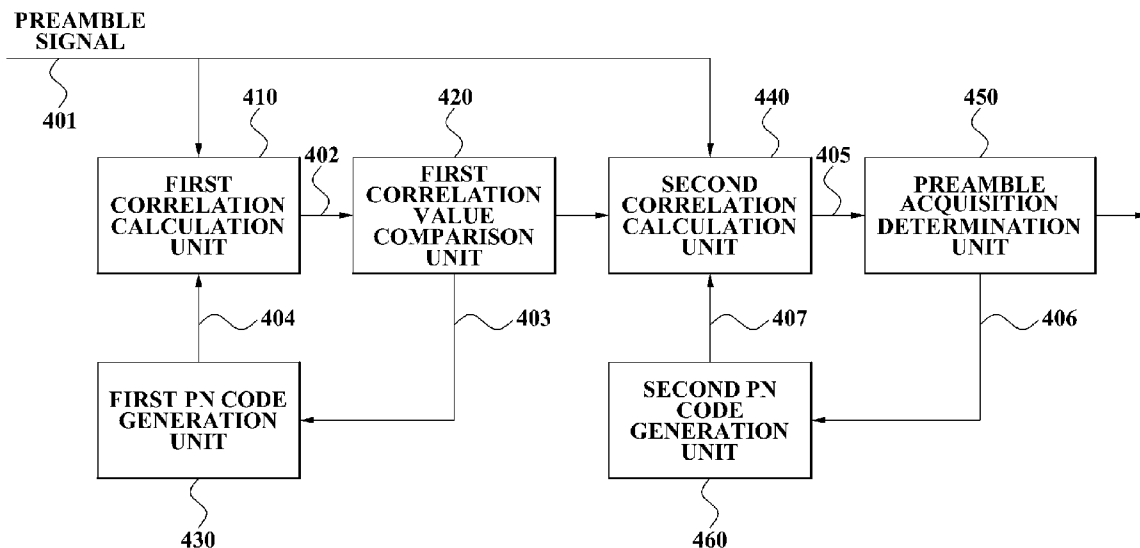 PREAMBLE
SIGNAL
401
410
420
440
450
402
405
FIRST
CORRELATION
CALCULATION
UNIT
FIRST
CORRELATION
VALUE
COMPARISON
UNIT
SECOND
CORRELATION
CALCULATION
UNIT
PREAMBLE
ACQUISITION
DETERMINATION
UNIT
404
403
407
406
FIRST PN CODE
GENERATION
UNIT
SECOND PN
CODE
GENERATION
UNIT
430
460